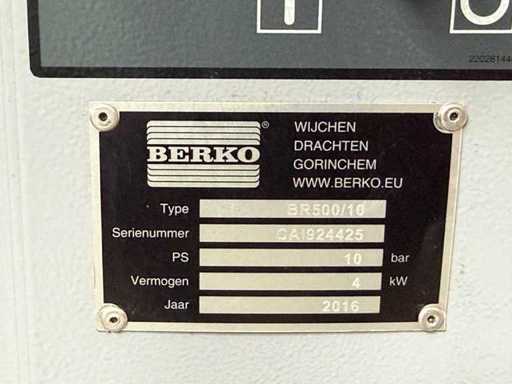 BERKO®
WIJCHEN
DRACHTEN
GORINCHEM
WWW.BERKO.EU
Type BR500/10
Serienummer CAI924425
PS 10 bar
Vermogen 4 kW
Jaar 2016